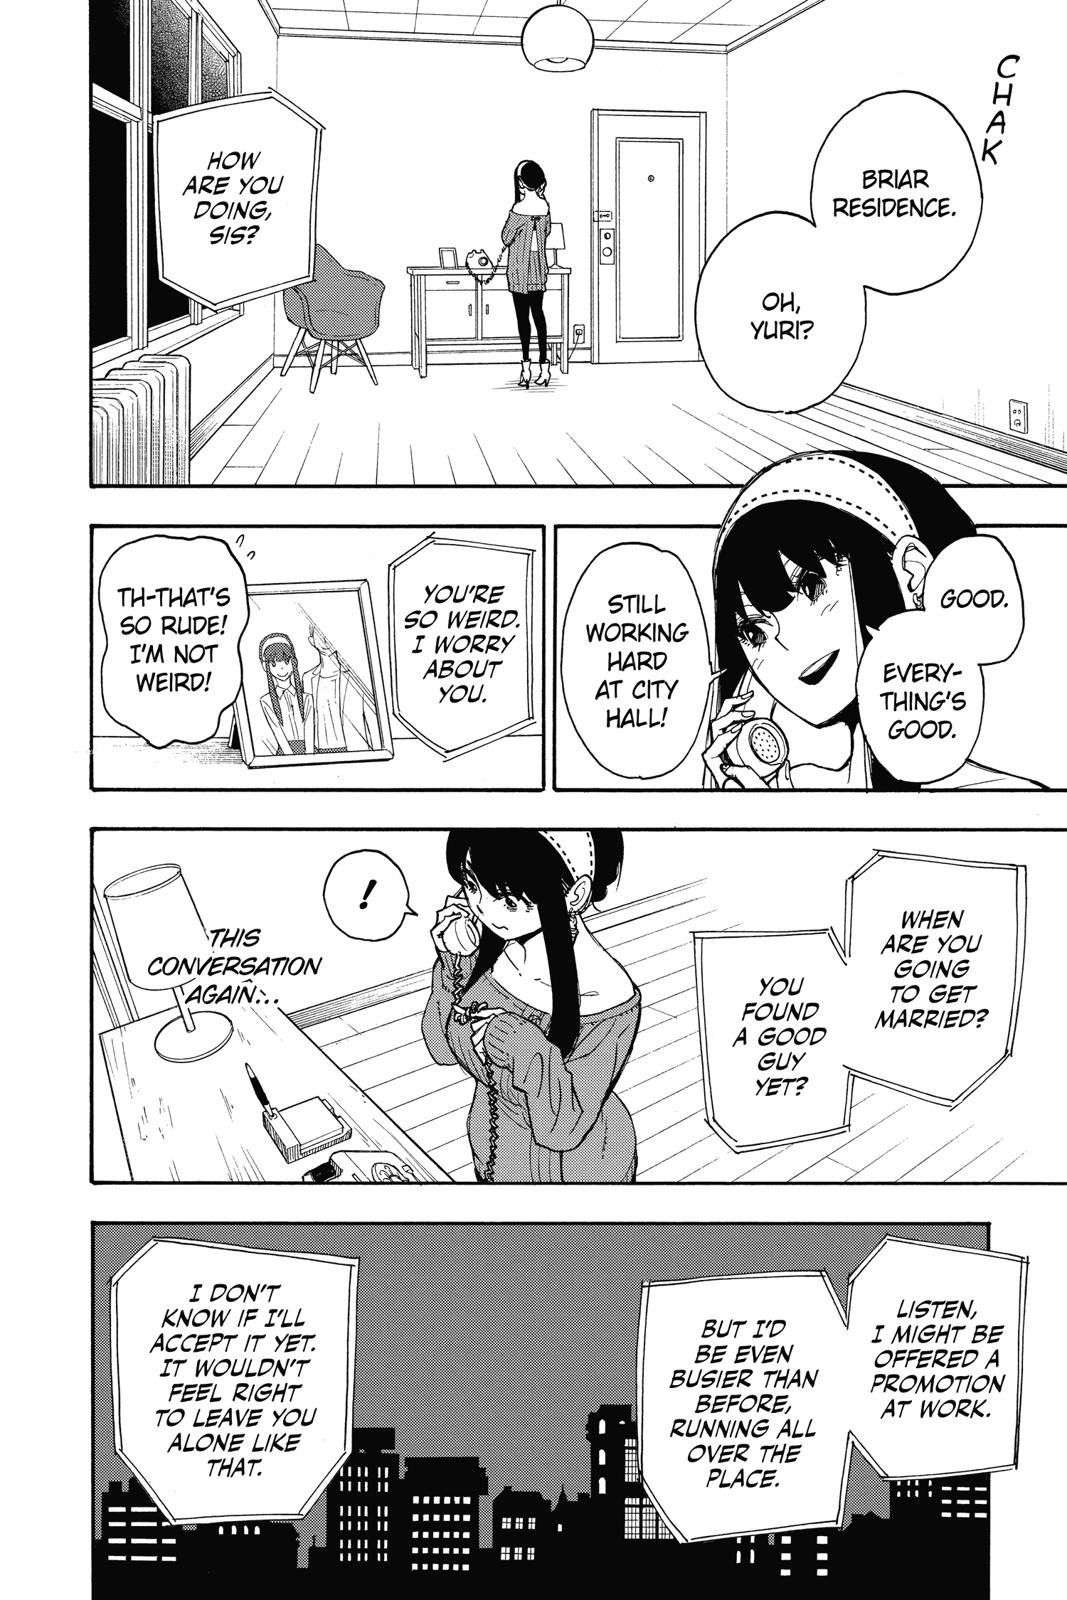 CHAK
BRIAR
RESIDENCE.
OH,
YURI?
HOW
ARE YOU
DOING,
SIS?
GOOD.
EVERY-
THING'S
GOOD.
STILL
WORKING
HARD
AT CITY
HALL!
YOU'RE
SO WEIRD.
I WORRY
ABOUT
YOU.
TH-THAT'S
SO RUDE!
I'M NOT
WEIRD!
WHEN
ARE YOU
GOING
TO GET
MARRIED?
YOU
FOUND
A GOOD
GUY
YET?
!
THIS
CONVERSATION
AGAIN...
LISTEN,
I MIGHT BE
OFFERED A
PROMOTION
AT WORK.
BUT I'D
BE EVEN
BUSIER THAN
BEFORE,
RUNNING ALL
OVER THE
PLACE.
I DON'T
KNOW IF I'LL
ACCEPT IT YET.
IT WOULDN'T
FEEL RIGHT
TO LEAVE YOU
ALONE LIKE
THAT.